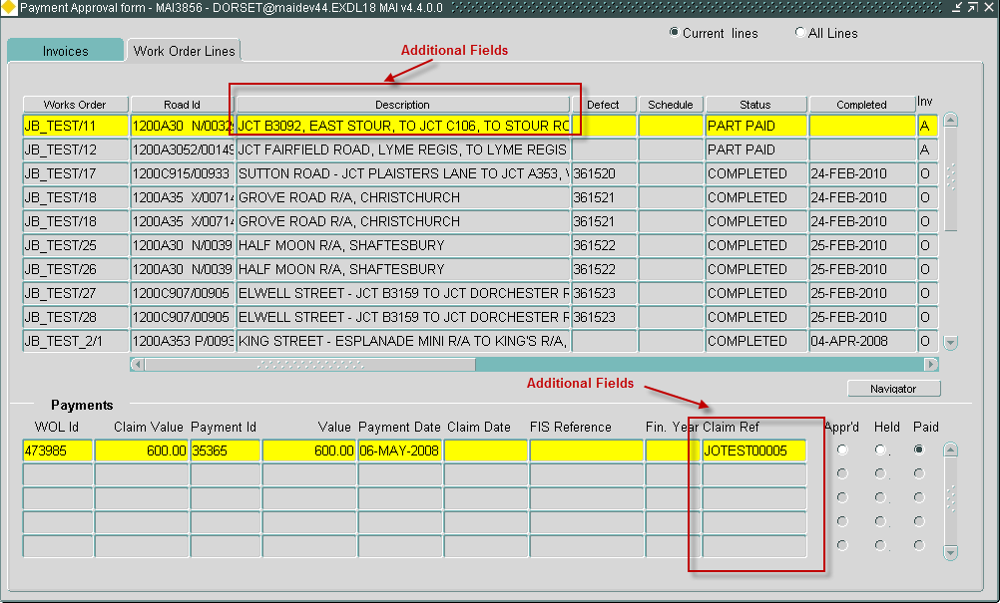 Payment Approval form - MAI3856 - DORSET@maidev44.EXDL18 MAI v4.4.0.0
Current lines All Lines
Invoices Work Order Lines
Additional Fields
Works Order Road Id Description Defect Schedule Status Completed Inv
JB_TEST/11 1200A30 N/0032 JCT B3092, EAST STOUR, TO JCT C106, TO STOUR RO PART PAID A
JB_TEST/12 1200A3052/00149 JCT FAIRFIELD ROAD, LYME REGIS, TO LYME REGIS PART PAID A
JB_TEST/17 1200C915/00933 SUTTON ROAD - JCT PLAISTERS LANE TO JCT A353, 361520 COMPLETED 24-FEB-2010 O
JB_TEST/18 1200A35 X/00714 GROVE ROAD R/A, CHRISTCHURCH 361521 COMPLETED 24-FEB-2010 O
JB_TEST/18 1200A35 X/00714 GROVE ROAD R/A, CHRISTCHURCH 361521 COMPLETED 24-FEB-2010 O
JB_TEST/25 1200A30 N/0039 HALF MOON R/A, SHAFTESBURY 361522 COMPLETED 25-FEB-2010 O
JB_TEST/26 1200A30 N/0039 HALF MOON R/A, SHAFTESBURY 361522 COMPLETED 25-FEB-2010 O
JB_TEST/27 1200C907/00905 ELWELL STREET - JCT B3159 TO JCT DORCHESTER R 361523 COMPLETED 25-FEB-2010 O
JB_TEST/28 1200C907/00905 ELWELL STREET - JCT B3159 TO JCT DORCHESTER R 361523 COMPLETED 25-FEB-2010 O
JB_TEST_2/1 1200A353 P/0093 KING STREET - ESPLANADE MINI R/A TO KING'S R/A, COMPLETED 04-APR-2008 O
Additional Fields
Navigator
Payments
WOL Id Claim Value Payment Id Value Payment Date Claim Date FIS Reference Fin. Year Claim Ref Appr'd Held Paid
473985 600.00 35365 600.00 06-MAY-2008 JOTEST00005